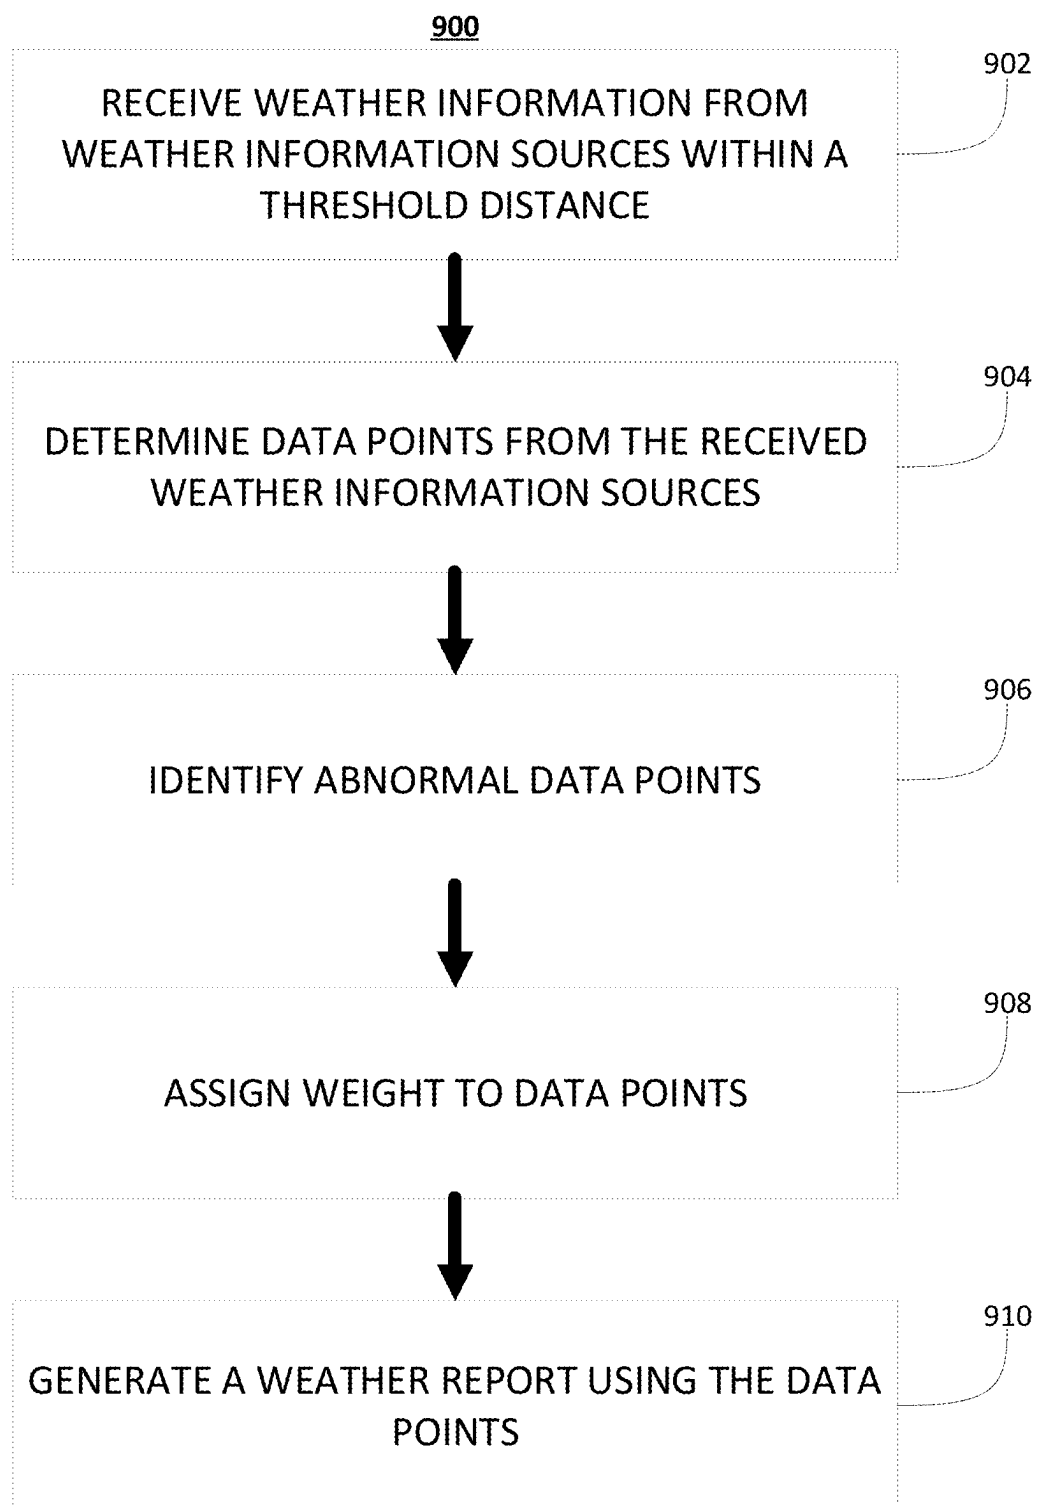 900
902
RECEIVE WEATHER INFORMATION FROM
WEATHER INFORMATION SOURCES WITHIN A
THRESHOLD DISTANCE
904
DETERMINE DATA POINTS FROM THE RECEIVED
WEATHER INFORMATION SOURCES
906
IDENTIFY ABNORMAL DATA POINTS
908
ASSIGN WEIGHT TO DATA POINTS
910
GENERATE A WEATHER REPORT USING THE DATA
POINTS